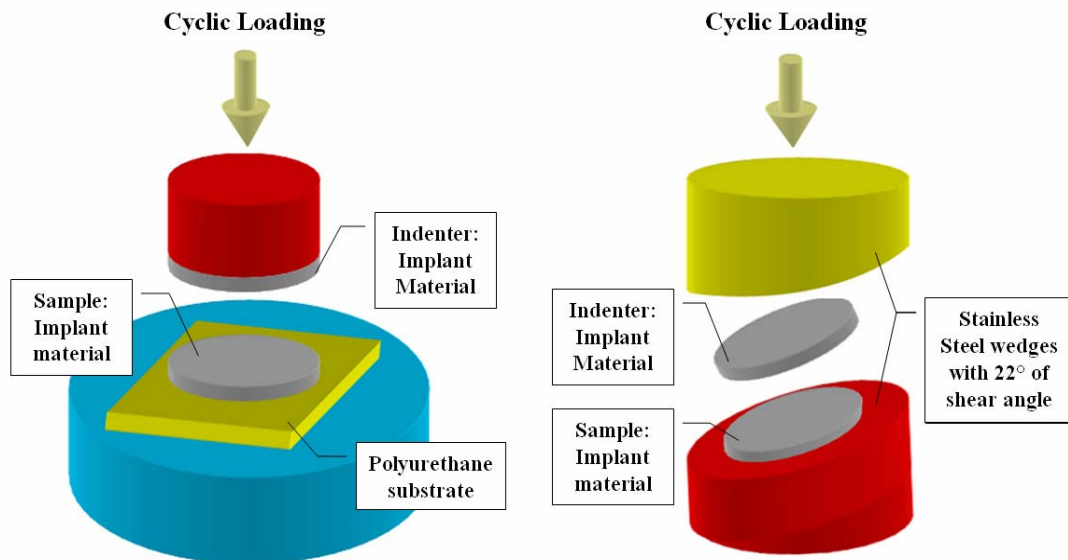 Cyclic Loading
Indenter:
Implant
Material
Sample:
Implant
material
Polyurethane
substrate
Cyclic Loading
Indenter:
Implant
Material
Stainless
Steel wedges
with 22° of
shear angle
Sample:
Implant
material